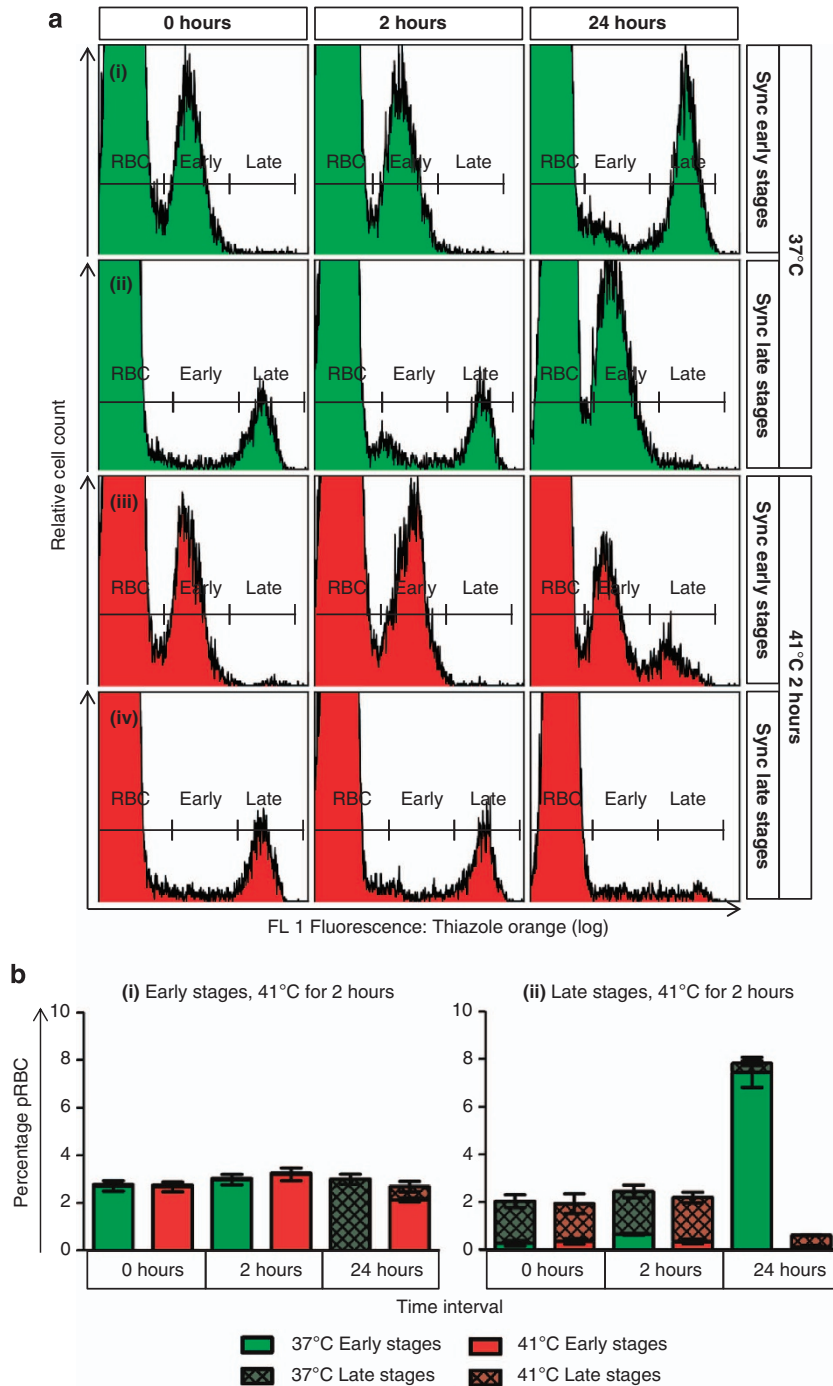 a
0 hours
2 hours
24 hours
(i)
RBC Early Late
RBC Early Late
RBC Early Late
Sync early stages
(ii)
RBC Early Late
RBC Early Late
RBC Early Late
Sync late stages
37°C
(iii)
RBC Early Late
RBC Early Late
RBC Early Late
Sync early stages
(iv)
RBC Early Late
RBC Early Late
RBC Early Late
Sync late stages
41°C 2 hours
Relative cell count
FL 1 Fluorescence: Thiazole orange (log)
b
(i) Early stages, 41°C for 2 hours
10
8
6
4
2
0
Percentage pRBC
0 hours
2 hours
24 hours
(ii) Late stages, 41°C for 2 hours
10
8
6
4
2
0
0 hours
2 hours
24 hours
Time interval
37°C Early stages
41°C Early stages
37°C Late stages
41°C Late stages